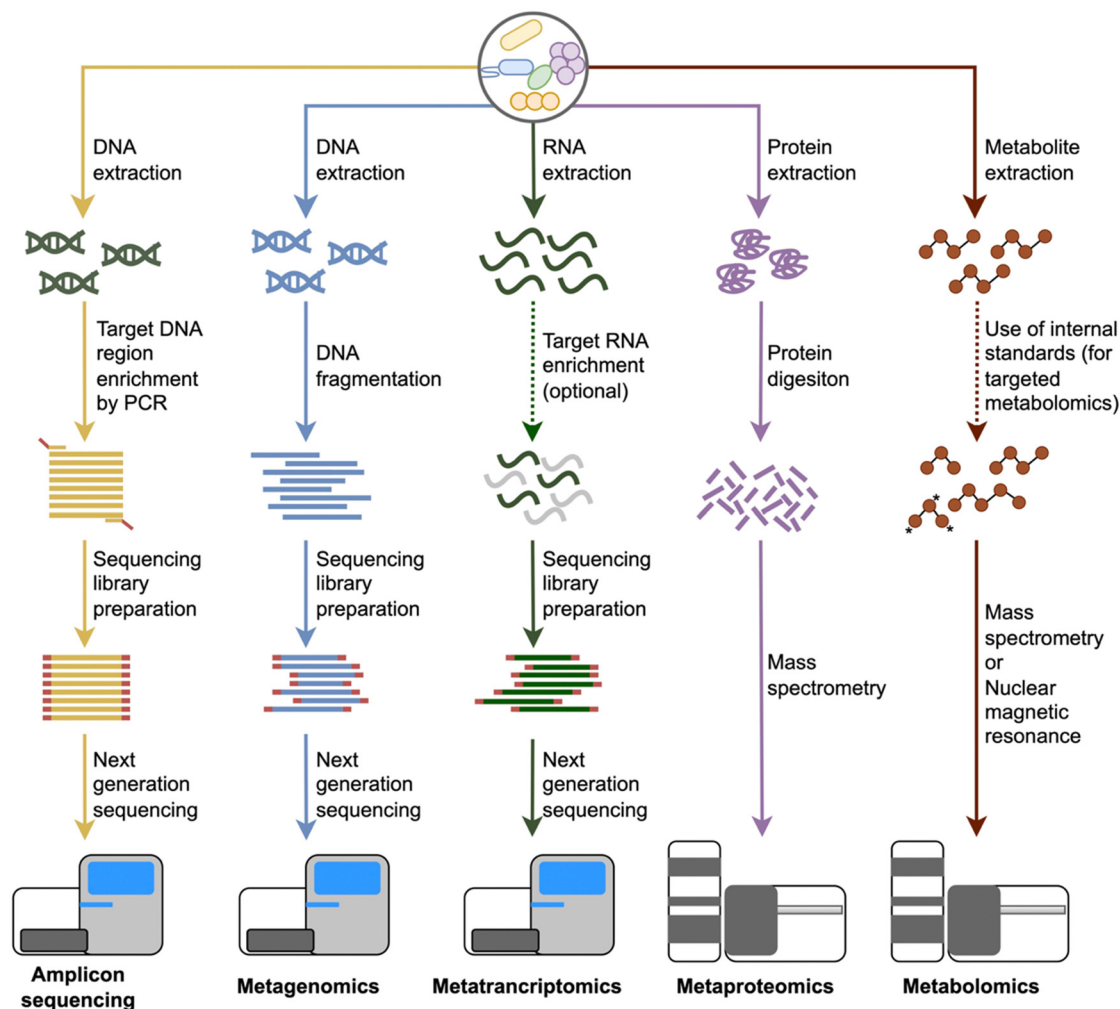 DNA
extraction
DNA
extraction
RNA
extraction
Protein
extraction
Metabolite
extraction
Target DNA
region
enrichment
by PCR
DNA
fragmentation
Target RNA
enrichment
(optional)
Protein
digesiton
Use of internal
standards (for
targeted
metabolomics)
*
* *
Sequencing
library
preparation
Sequencing
library
preparation
Sequencing
library
preparation
Mass
spectrometry
Mass
spectrometry
or
Nuclear
magnetic
resonance
Next
generation
sequencing
Next
generation
sequencing
Next
generation
sequencing
Amplicon
sequencing
Metagenomics
Metatrancriptomics
Metaproteomics
Metabolomics